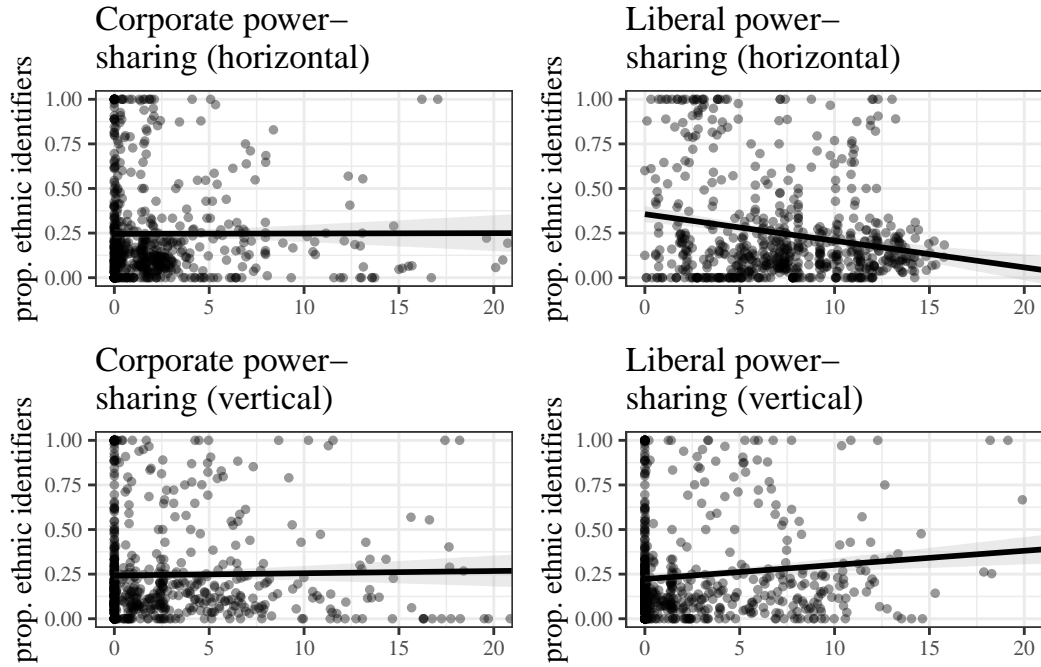 Corporate power–
sharing (horizontal)
prop. ethnic identifiers
1.00
0.75
0.50
0.25
0.00
0 5 10 15 20
Liberal power–
sharing (horizontal)
prop. ethnic identifiers
1.00
0.75
0.50
0.25
0.00
0 5 10 15 20
Corporate power–
sharing (vertical)
prop. ethnic identifiers
1.00
0.75
0.50
0.25
0.00
0 5 10 15 20
Liberal power–
sharing (vertical)
prop. ethnic identifiers
1.00
0.75
0.50
0.25
0.00
0 5 10 15 20